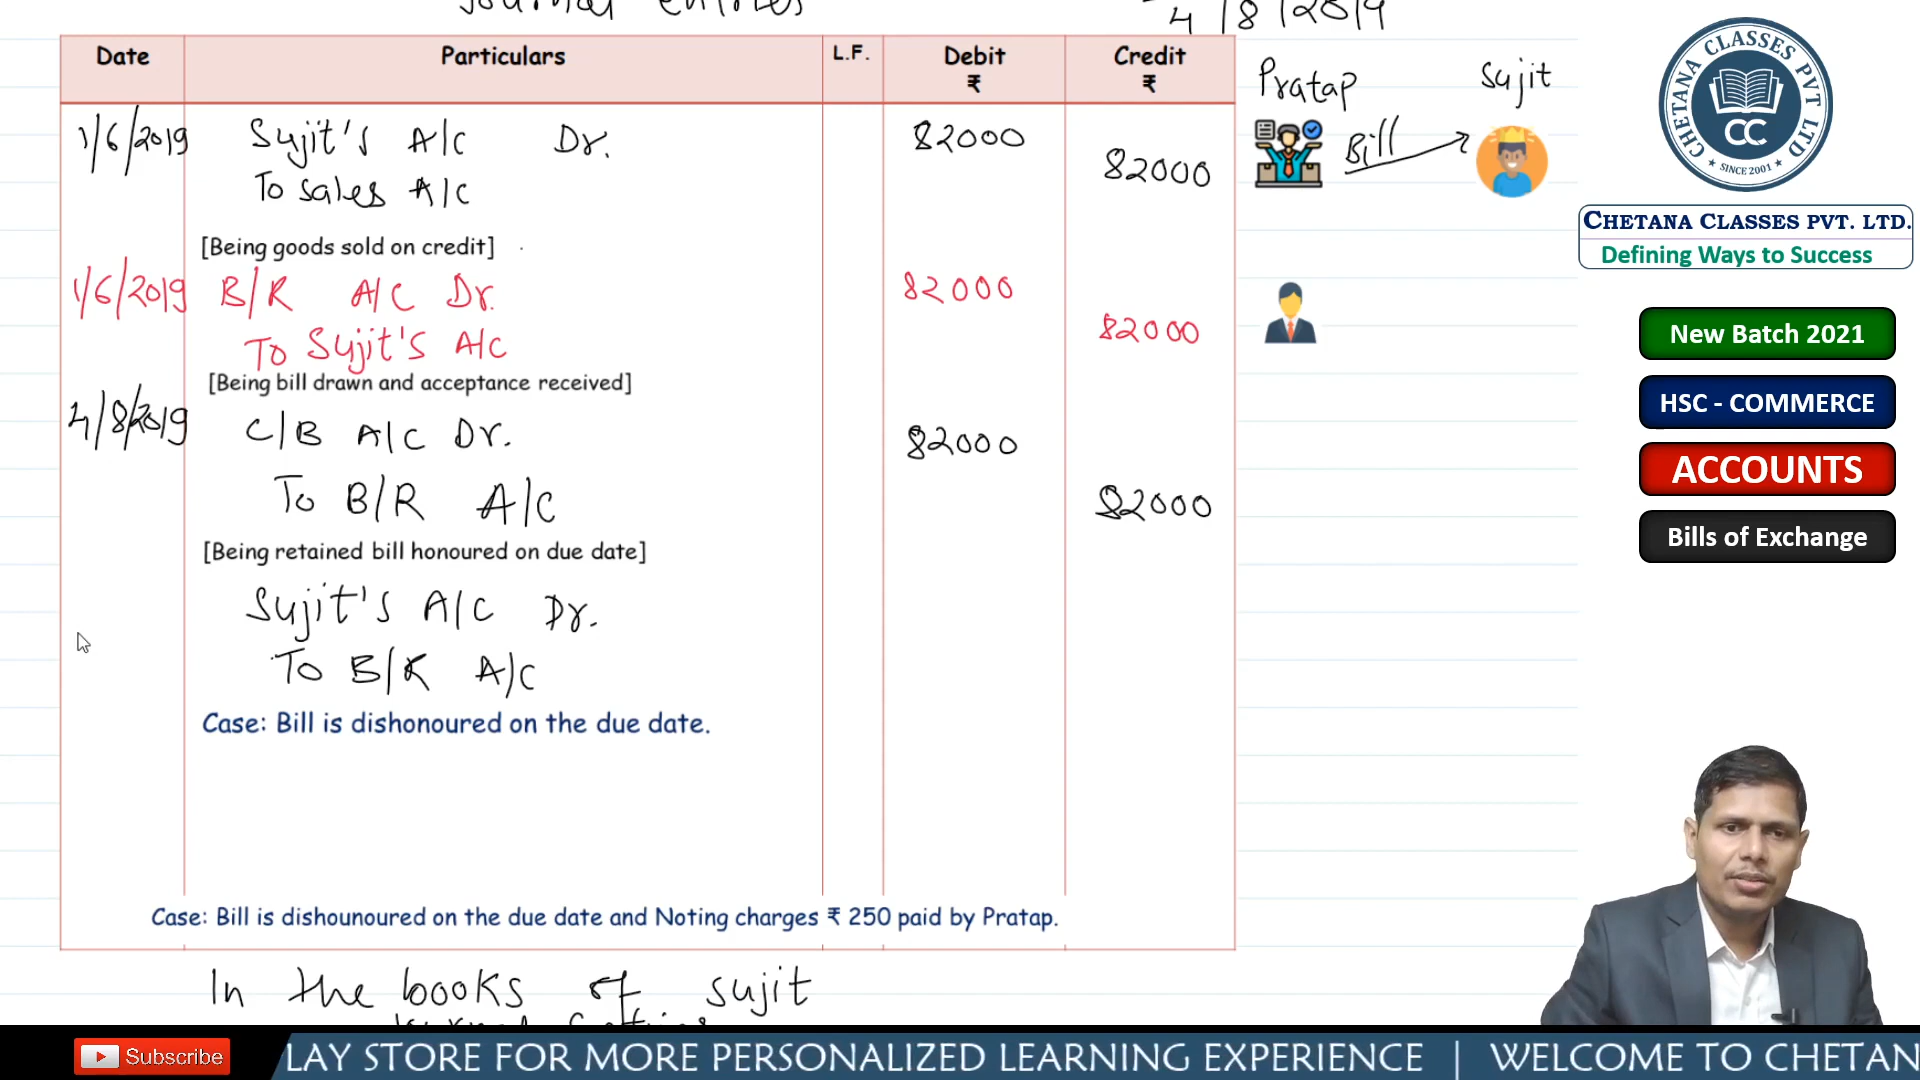 Journal entries
4/8/2019
Date Particulars L.F. Debit ₹ Credit ₹
Pratap Sujit
1/6/2019 Sujit's A/C Dr. 82000
To Sales A/C 82000
Bill
[Being goods sold on credit]
1/6/2019 B/R A/C Dr. 82000
To Sujit's A/C 82000
[Being bill drawn and acceptance received]
4/8/2019 C/B A/C Dr. 82000
To B/R A/C 82000
[Being retained bill honoured on due date]
Sujit's A/C Dr.
To B/R A/C
Case: Bill is dishonoured on the due date.
Case: Bill is dishounoured on the due date and Noting charges ₹ 250 paid by Pratap.
In the books of sujit
CHETANA CLASSES PVT LTD
CC
SINCE 2001
CHETANA CLASSES PVT. LTD.
Defining Ways to Success
New Batch 2021
HSC - COMMERCE
ACCOUNTS
Bills of Exchange
Subscribe
LAY STORE FOR MORE PERSONALIZED LEARNING EXPERIENCE | WELCOME TO CHETAN